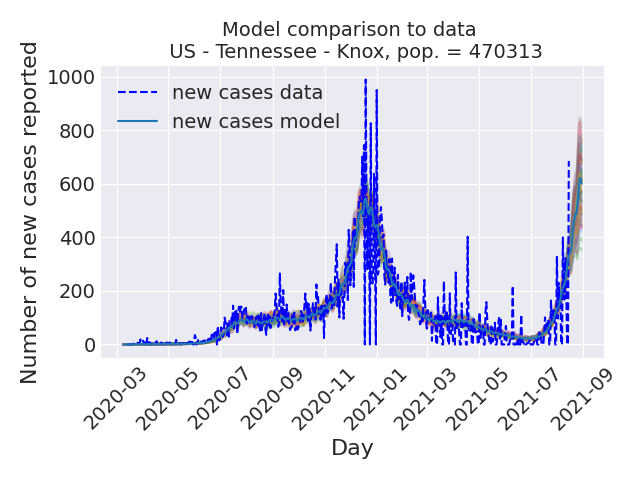 Model comparison to data
US - Tennessee - Knox, pop. = 470313
Number of new cases reported
1000
800
600
400
200
0
new cases data
new cases model
2020-03
2020-05
2020-07
2020-09
2020-11
2021-01
2021-03
2021-05
2021-07
2021-09
Day